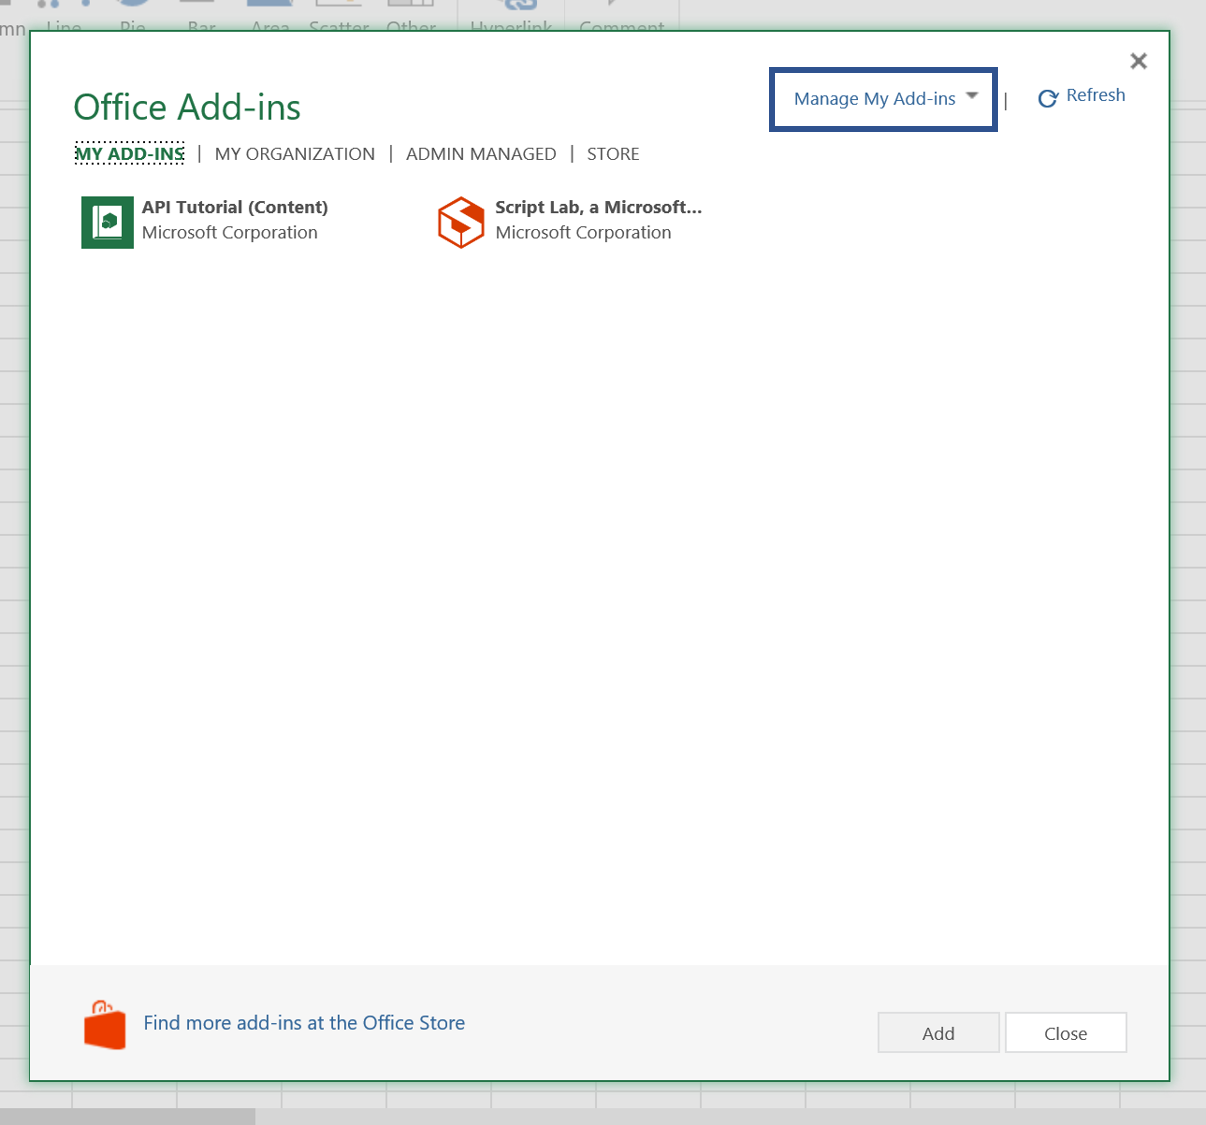 mn Line Pie Bar Area Scatter Other Hyperlink Comment
Office Add-ins
Manage My Add-ins | Refresh
MY ADD-INS | MY ORGANIZATION | ADMIN MANAGED | STORE
API Tutorial (Content)
Microsoft Corporation
Script Lab, a Microsoft...
Microsoft Corporation
Find more add-ins at the Office Store
Add
Close